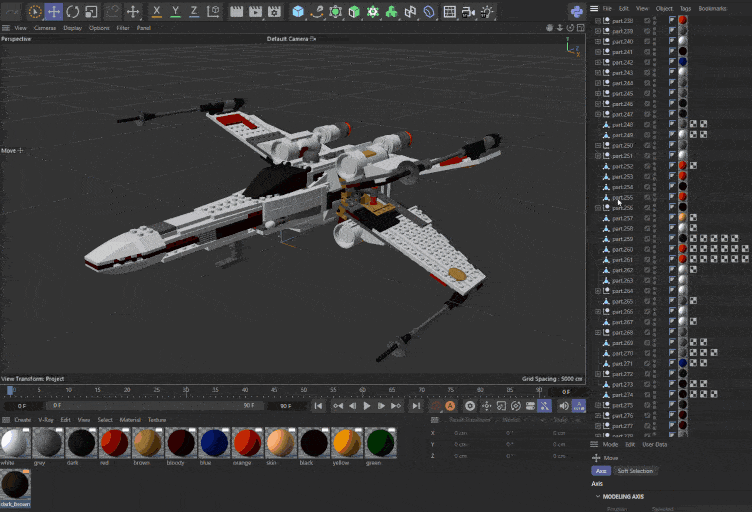 File Edit View Object Tags Bookmarks
View Cameras Display Options Filter Panel
Perspective
Default Camera
Move
part.238
part.239
part.240
part.241
part.242
part.243
part.244
part.245
part.246
part.247
part.248
part.249
part.250
part.251
part.252
part.253
part.254
part.255
part.256
part.257
part.258
part.259
part.260
part.261
part.262
part.263
part.264
part.265
part.266
part.267
part.268
part.269
part.270
part.271
part.272
part.273
part.274
part.275
part.276
part.277
View Transform: Project
Grid Spacing : 5000 cm
0 5 10 15 20 25 30 35 40 45 50 55 60 65 70 75 80 85 90
0 F
0 F 0 F 90 F 90 F
Create View Edit View Select Material Texture
white grey dark red brown bloody blue orange skin black yellow green
dark_brown
X 0 cm 0 ° 0 cm
Y 0 cm 0 ° 0 cm
Z 0 cm 0 ° 0 cm
Mode Edit User Data
Move
Axis Soft Selection
Axis
MODELING AXIS